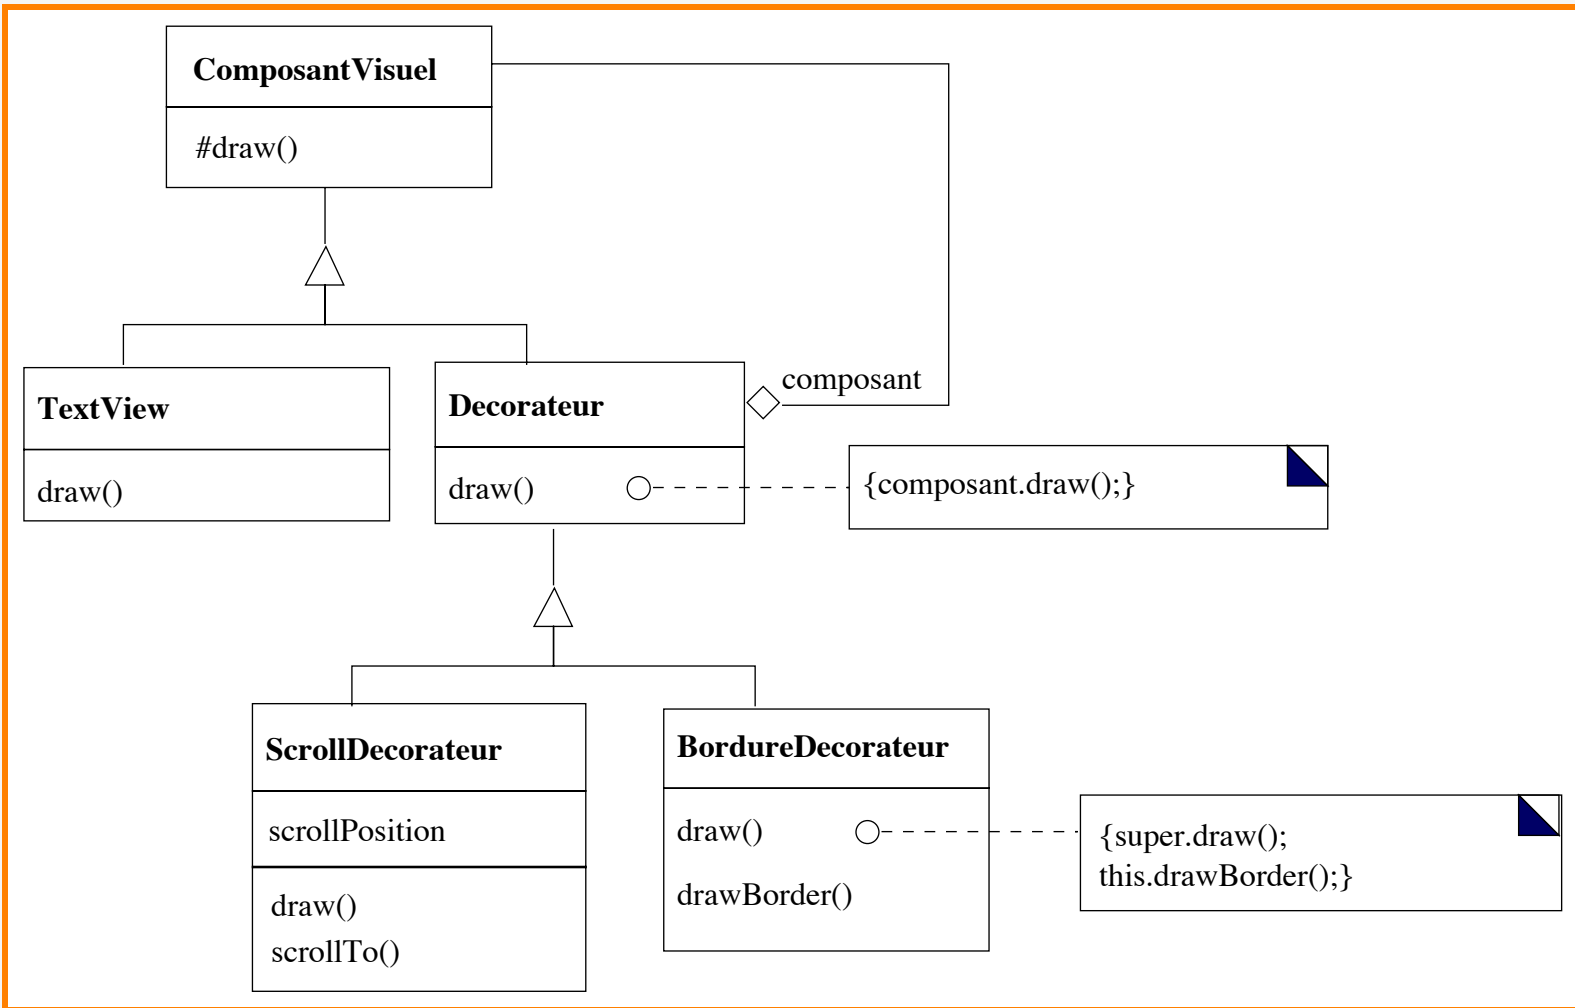 ComposantVisuel
#draw()
composant
TextView
draw()
Decorateur
draw()
{composant.draw();}
ScrollDecorateur
scrollPosition
draw()
scrollTo()
BordureDecorateur
draw()
drawBorder()
{super.draw();
this.drawBorder();}